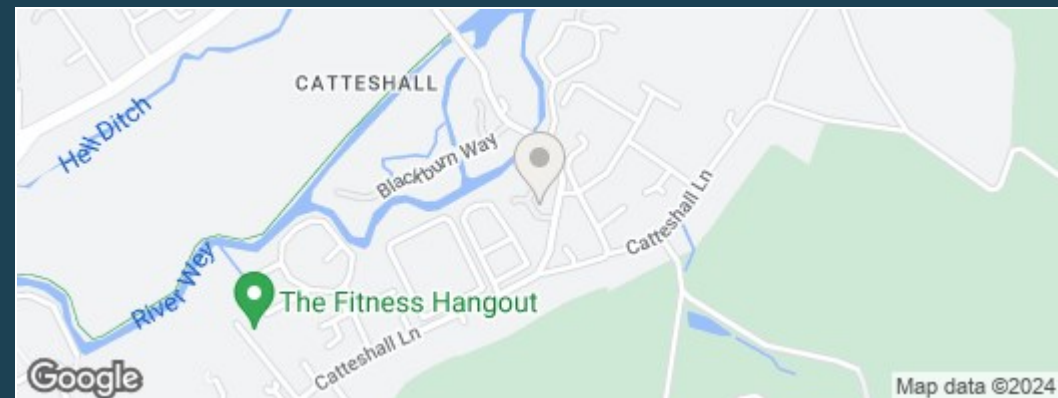 CATTESHALL
Hell Ditch
Blackburn Way
Catteshall Ln
River Wey
The Fitness Hangout
Catteshall Ln
Google
Map data ©2024